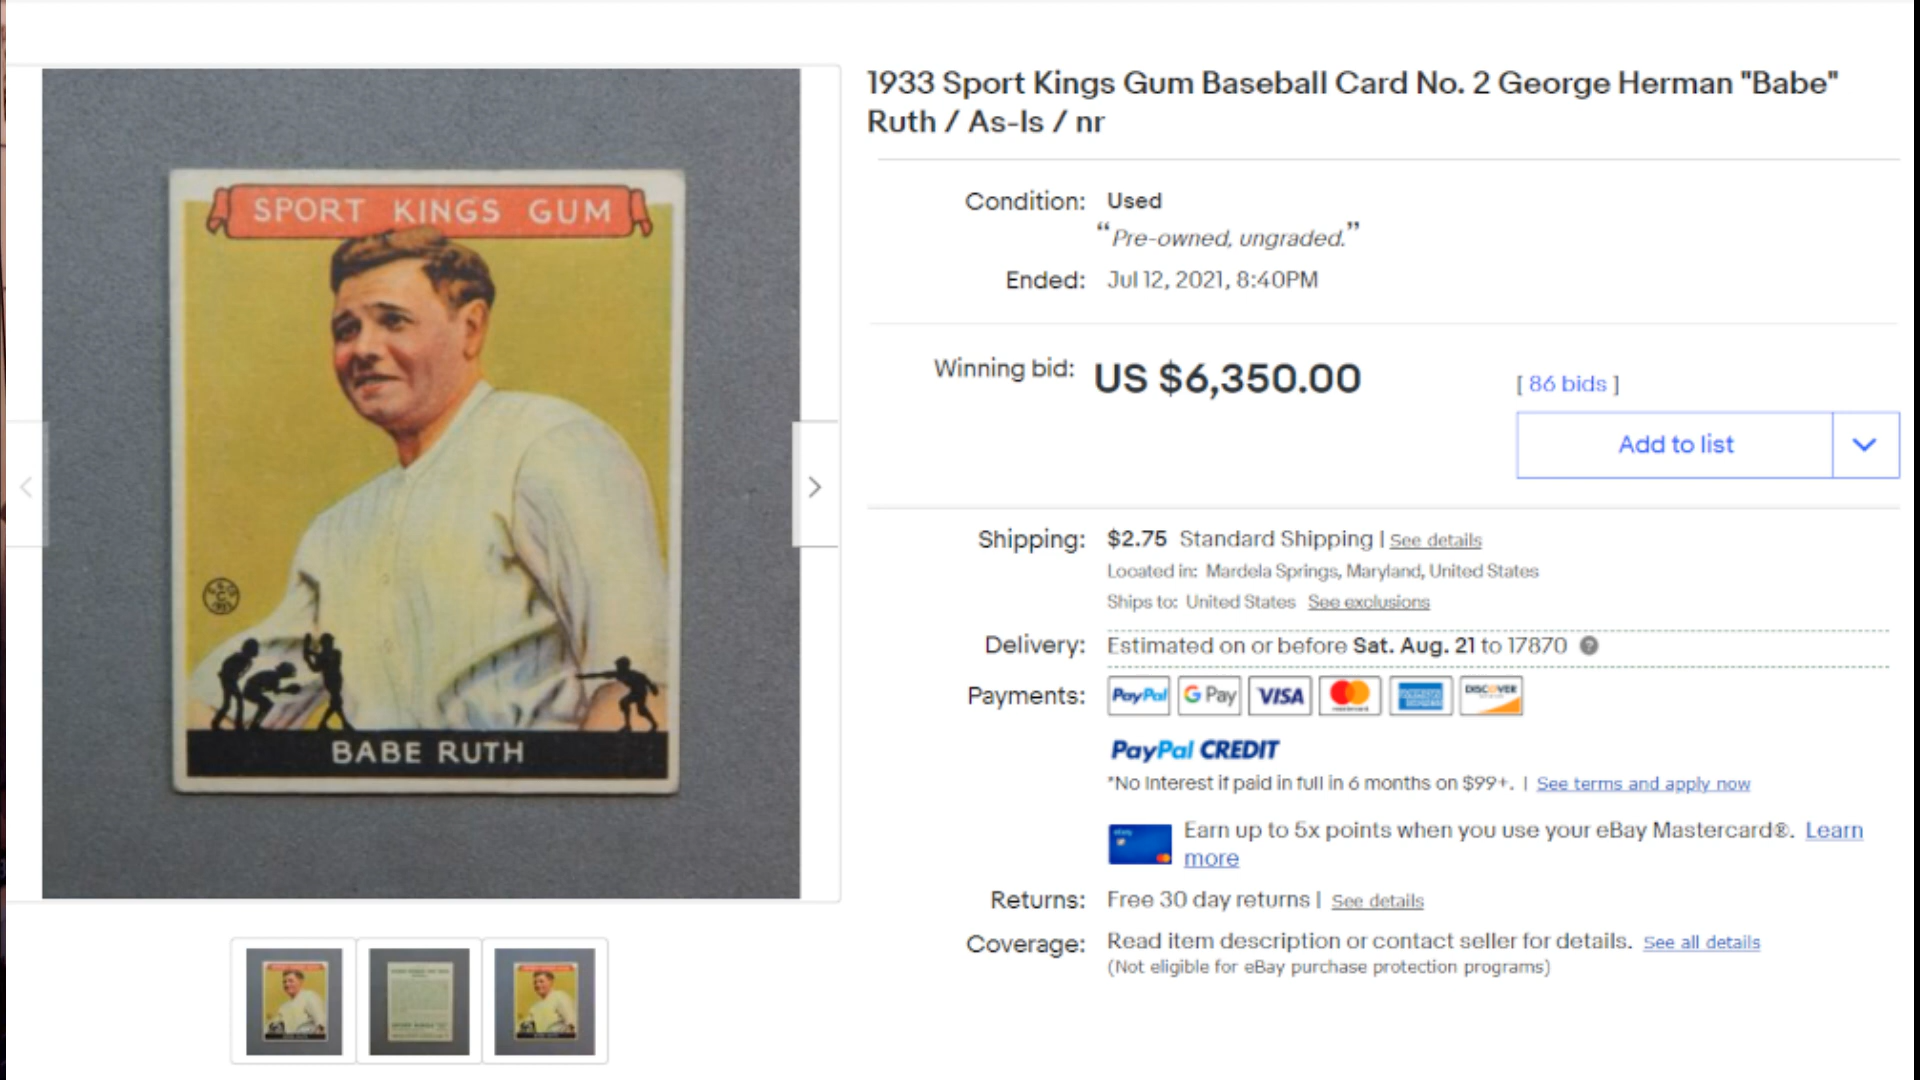 SPORT KINGS GUM
BABE RUTH
1933 Sport Kings Gum Baseball Card No. 2 George Herman "Babe"
Ruth / As-Is / nr
Condition: Used
“Pre-owned, ungraded.”
Ended: Jul 12, 2021, 8:40PM
Winning bid: US $6,350.00 [ 86 bids ]
Add to list
Shipping: $2.75 Standard Shipping | See details
Located in: Mardela Springs, Maryland, United States
Ships to: United States See exclusions
Delivery: Estimated on or before Sat. Aug. 21 to 17870 ?
Payments: PayPal G Pay VISA mastercard AMERICAN EXPRESS DISCOVER
PayPal CREDIT
*No Interest if paid in full in 6 months on $99+. | See terms and apply now
ebay
Earn up to 5x points when you use your eBay Mastercard®. Learn
more
Returns: Free 30 day returns | See details
Coverage: Read item description or contact seller for details. See all details
(Not eligible for eBay purchase protection programs)